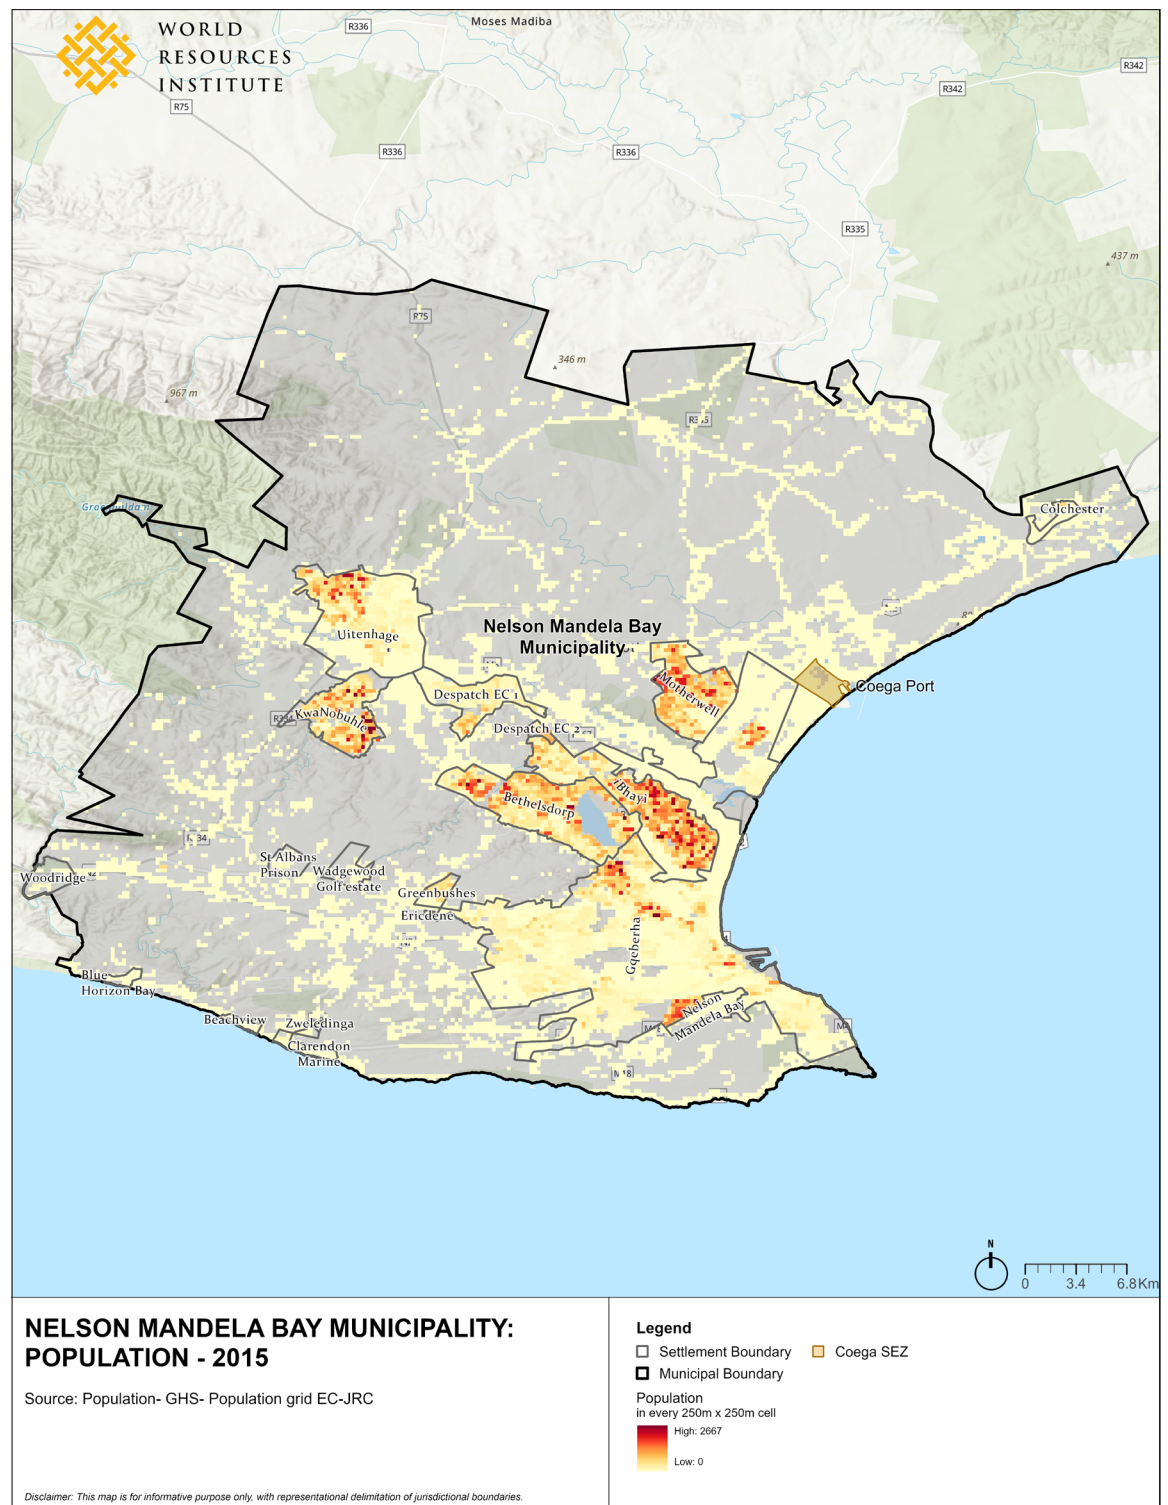 WORLD
RESOURCES
INSTITUTE
Moses Madiba
R336
R342
R342
R75
R336
R336
R335
437 m
R75
346 m
967 m
Colchester
Uitenhage
Nelson Mandela Bay
Municipality
Motherwell
Coega Port
Despatch EC 1
KwaNobuhle
Despatch EC 2
iBhayi
Bethelsdorp
St Albans
Prison
Wadgewood
Golf estate
Woodridge
Greenbushes
Ericdene
Gqeberha
Blue
Horizon Bay
Nelson
Mandela Bay
Beachview
Zweledinga
Clarendon
Marine
N
0 3.4 6.8 Km
NELSON MANDELA BAY MUNICIPALITY:
POPULATION - 2015
Source: Population- GHS- Population grid EC-JRC
Disclaimer: This map is for informative purpose only, with representational delimitation of jurisdictional boundaries.
Legend
Settlement Boundary
Coega SEZ
Municipal Boundary
Population
in every 250m x 250m cell
High: 2667
Low: 0